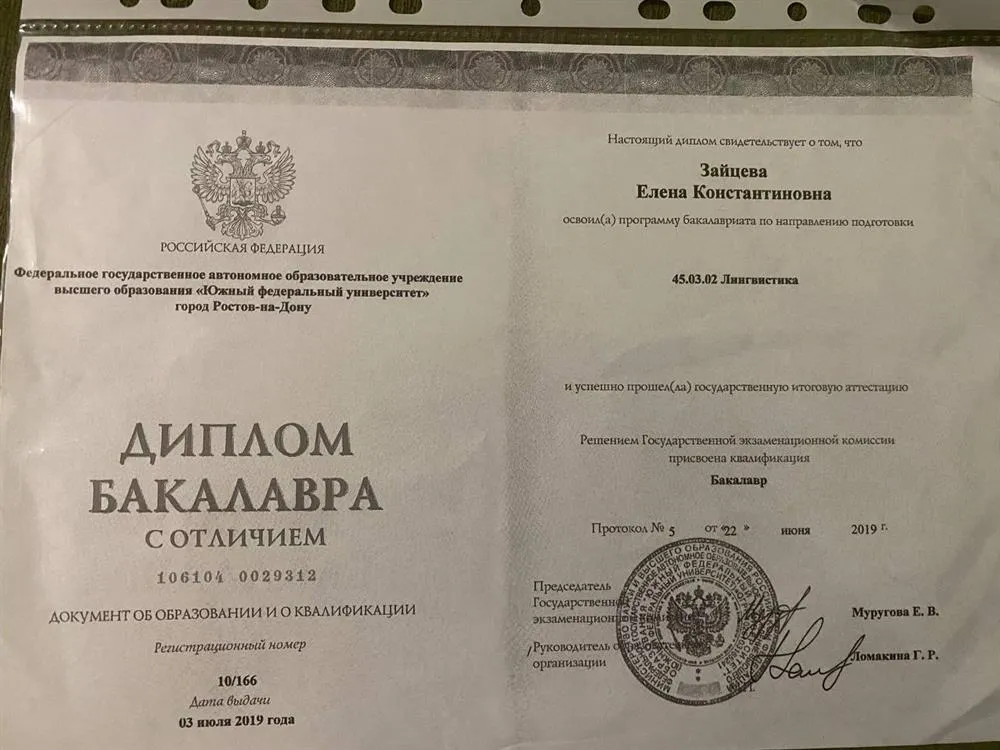 РОССИЙСКАЯ ФЕДЕРАЦИЯ
Федеральное государственное автономное образовательное учреждение
высшего образования «Южный федеральный университет»
город Ростов-на-Дону
ДИПЛОМ
БАКАЛАВРА
С ОТЛИЧИЕМ
106104 0029312
ДОКУМЕНТ ОБ ОБРАЗОВАНИИ И О КВАЛИФИКАЦИИ
Регистрационный номер
10/166
Дата выдачи
03 июля 2019 года
Настоящий диплом свидетельствует о том, что
Зайцева
Елена Константиновна
освоил(а) программу бакалавриата по направлению подготовки
45.03.02 Лингвистика
и успешно прошел(ла) государственную итоговую аттестацию
Решением Государственной экзаменационной комиссии
присвоена квалификация
Бакалавр
Протокол № 5 от «22» июня 2019 г.
Председатель
Государственной
экзаменационной
Муругова Е. В.
Руководитель
организации
Ломакина Г. Р.